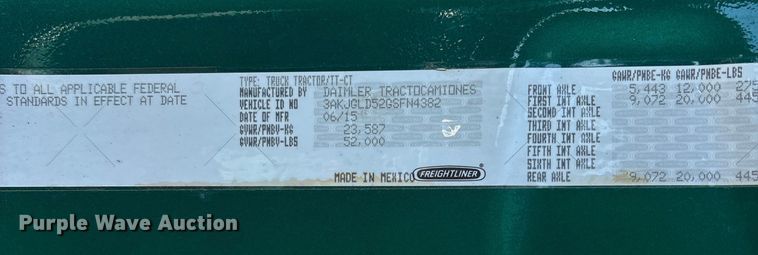 S TO ALL APPLICABLE FEDERAL
STANDARDS IN EFFECT AT DATE
TYPE: TRUCK TRACTOR/TT-CT
MANUFACTURED BY DAIMLER TRACTOCAMIONES
VEHICLE ID NO 3AKJGLD52GSFN4382
DATE OF MFR 06/15
GVWR/PNBV-KG 23,587
GVWR/PNBV-LBS 52,000
MADE IN MEXICO FREIGHTLINER
GAWR/PNBE-KG GAWR/PNBE-LBS
FRONT AXLE 5,443 12,000 275
FIRST INT AXLE 9,072 20,000 445
SECOND INT AXLE
THIRD INT AXLE
FOURTH INT AXLE
FIFTH INT AXLE
SIXTH INT AXLE
REAR AXLE 9,072 20,000 445
Purple Wave Auction